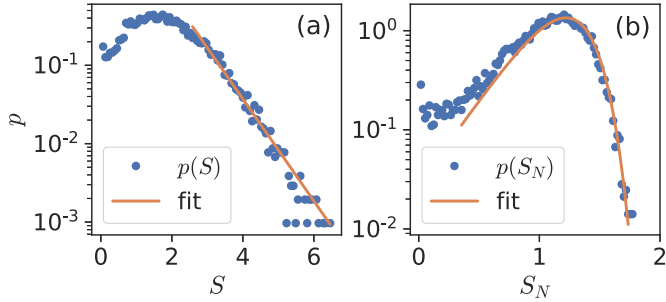 (a)
(b)
10^{-1}
10^{-2}
10^{-3}
p
p(S)
fit
0 2 4 6
S
10^{0}
10^{-1}
10^{-2}
p(S_N)
fit
0 1 2
S_N